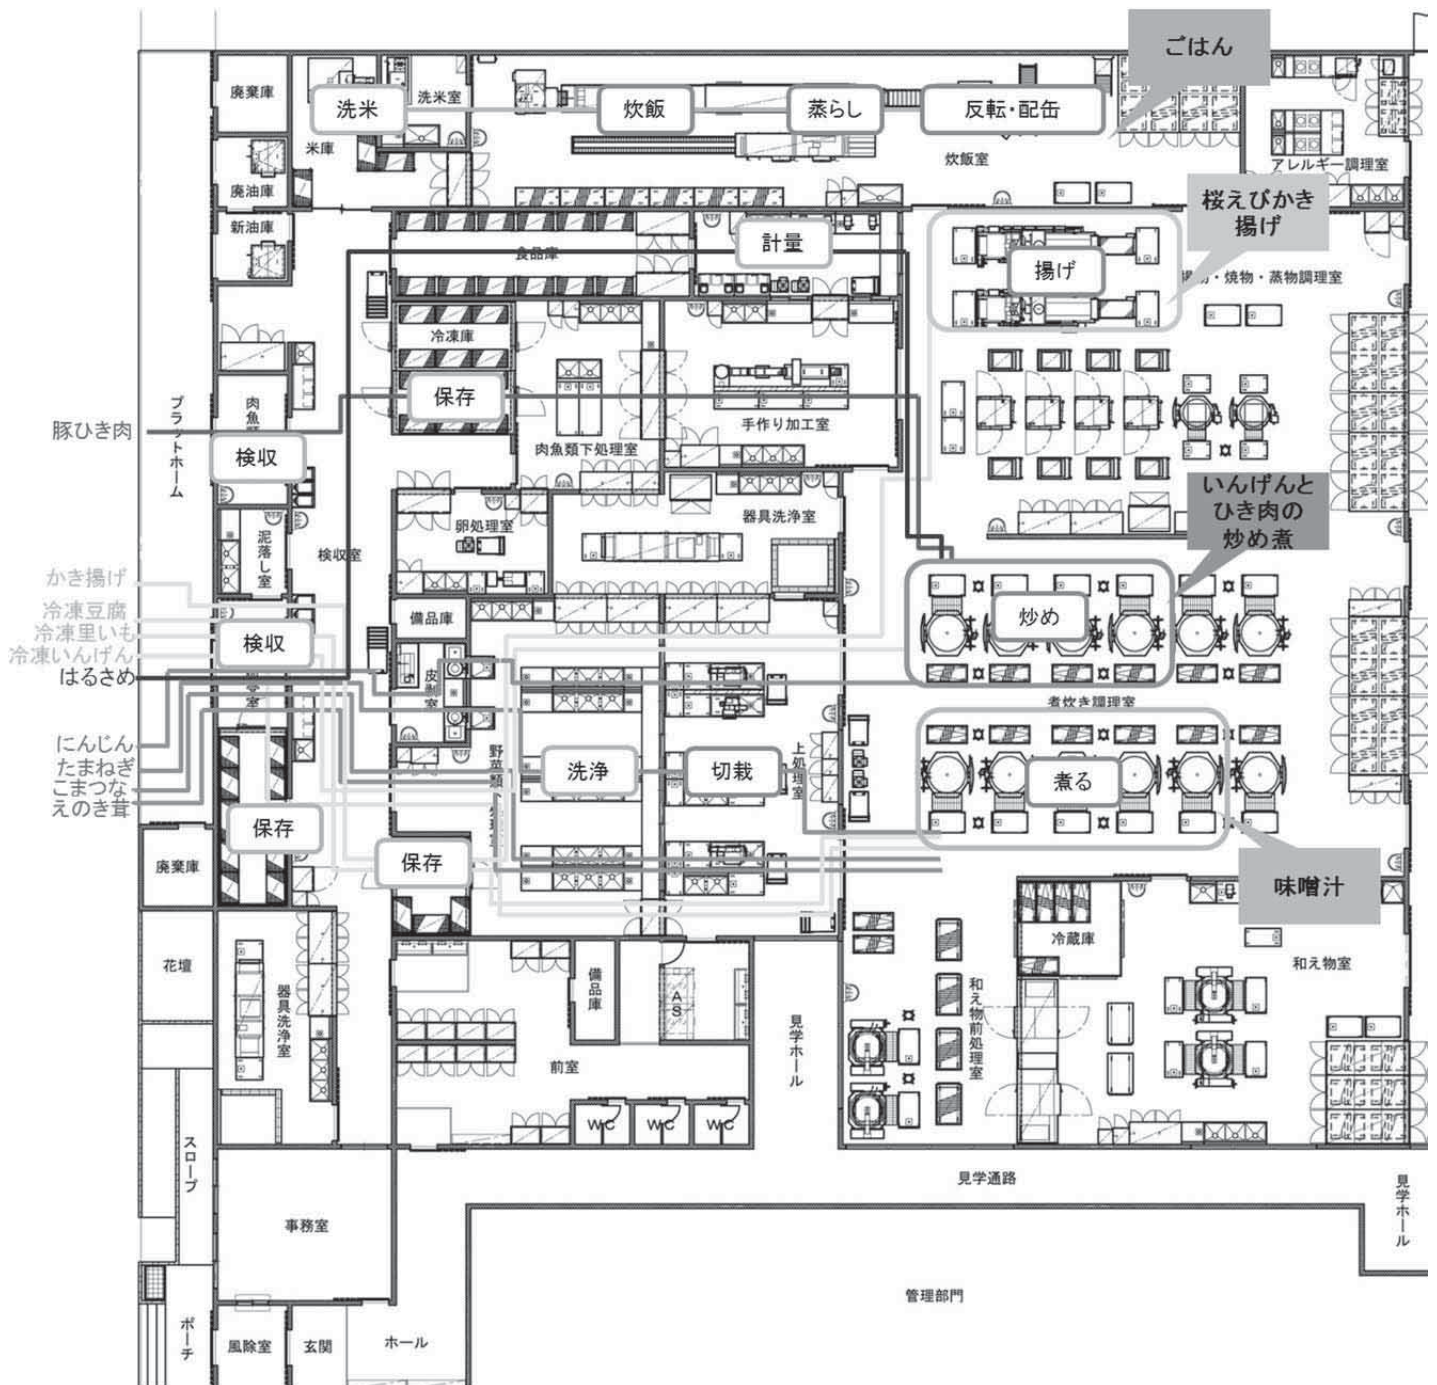 ごはん
廃棄庫
洗米
洗米室
炊飯
蒸らし
反転・配缶
米庫
炊飯室
アレルギー調理室
廃油庫
桜えびかき
揚げ
新油庫
食品庫
計量
揚げ
・焼物・蒸物調理室
冷凍庫
保存
プラットホーム
肉魚類
手作り加工室
豚ひき肉
検収
肉魚類下処理室
いんげんと
ひき肉の
炒め煮
器具洗浄室
卵処理室
泥落し室
検収室
かき揚げ
冷凍豆腐
冷凍里いも
冷凍いんげん
はるさめ
検収
備品庫
炒め
皮剥室
煮炊き調理室
にんじん
たまねぎ
こまつな
えのき茸
野菜類
洗浄
切裁
上処理室
煮る
保存
保存
廃棄庫
味噌汁
冷蔵庫
花壇
和え物室
器具洗浄室
備品庫
AS
見学ホール
和え物前処理室
前室
WC
WC
WC
スロープ
見学通路
見学ホール
事務室
管理部門
ポーチ
風除室
玄関
ホール